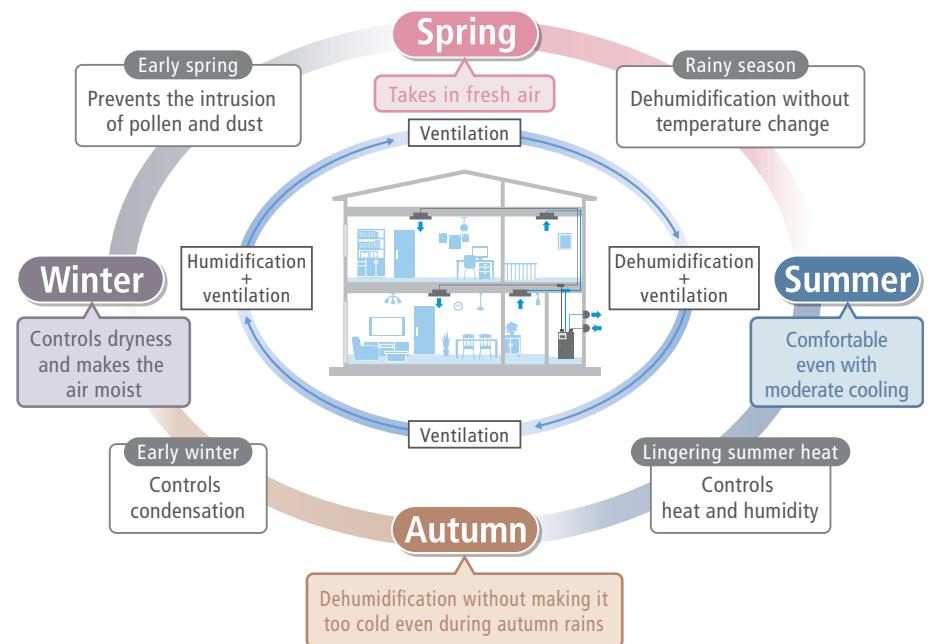 Spring
Takes in fresh air
Early spring
Prevents the intrusion
of pollen and dust
Rainy season
Dehumidification without
temperature change
Ventilation
Winter
Controls dryness
and makes the
air moist
Humidification
+
ventilation
Dehumidification
+
ventilation
Summer
Comfortable
even with
moderate cooling
Ventilation
Early winter
Controls
condensation
Lingering summer heat
Controls
heat and humidity
Autumn
Dehumidification without making it
too cold even during autumn rains